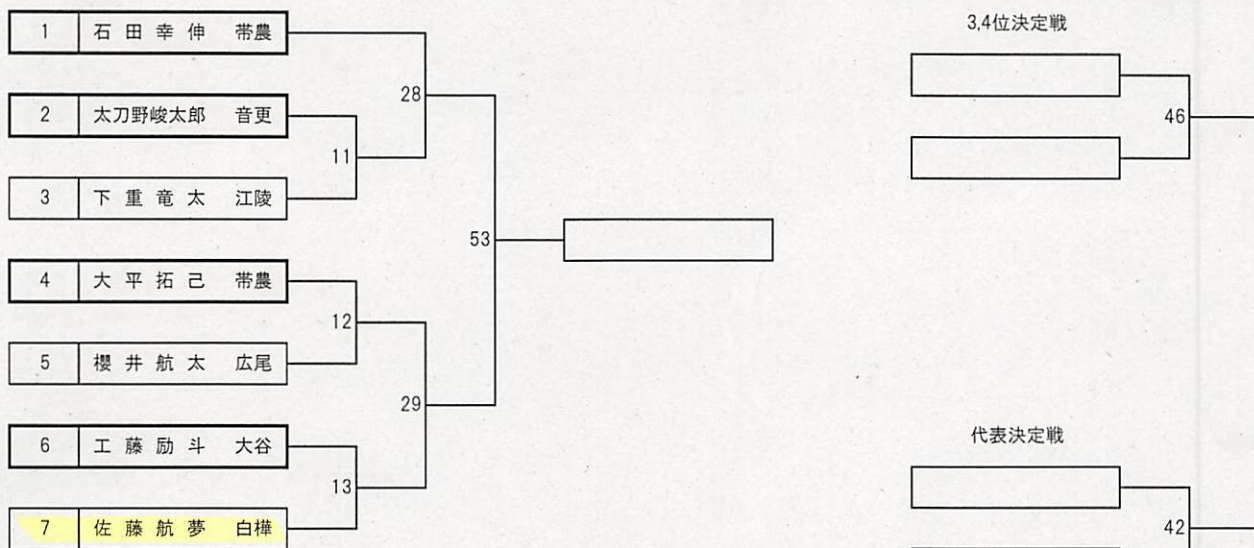 1 石田幸伸 帯農
28
2 太刀野峻太郎 音更
11
3 下重竜太 江陵
53
4 大平拓己 帯農
12
5 櫻井航太 広尾
29
6 工藤励斗 大谷
13
7 佐藤航夢 白樺
3,4位決定戦
46
代表決定戦
42